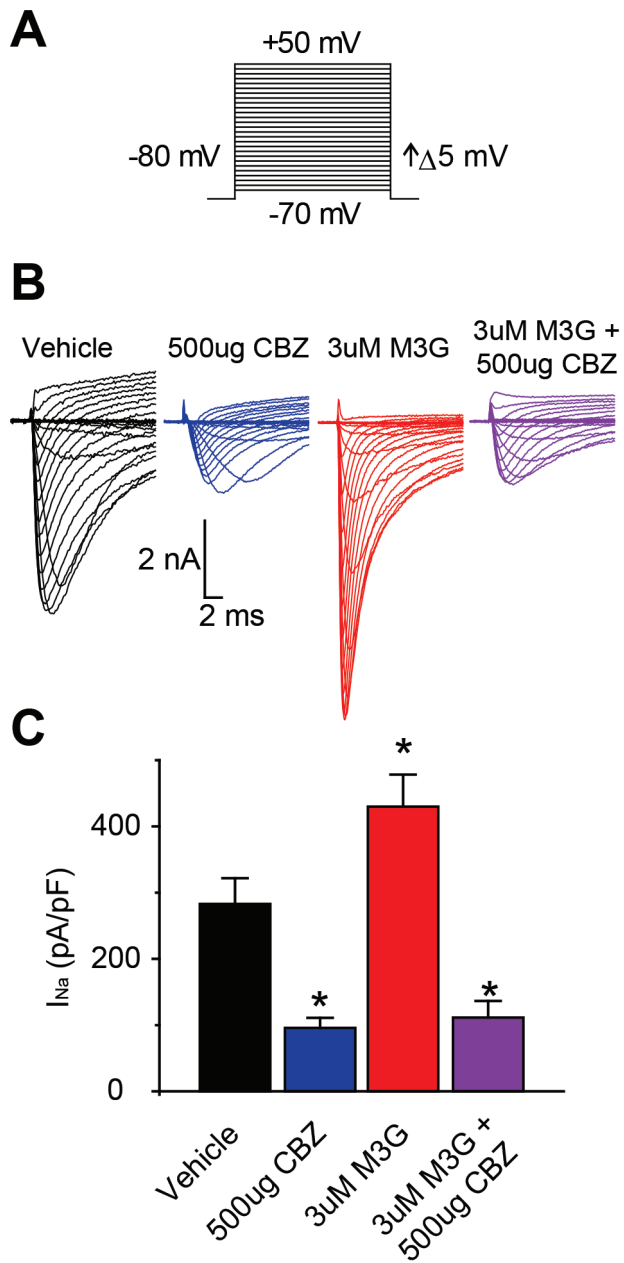 A
+50 mV
-80 mV
↑Δ5 mV
-70 mV
B
Vehicle
500ug CBZ
3uM M3G
3uM M3G +
500ug CBZ
2 nA
2 ms
C
*
*
*
400
200
0
INa (pA/pF)
Vehicle
500ug CBZ
3uM M3G
3uM M3G +
500ug CBZ